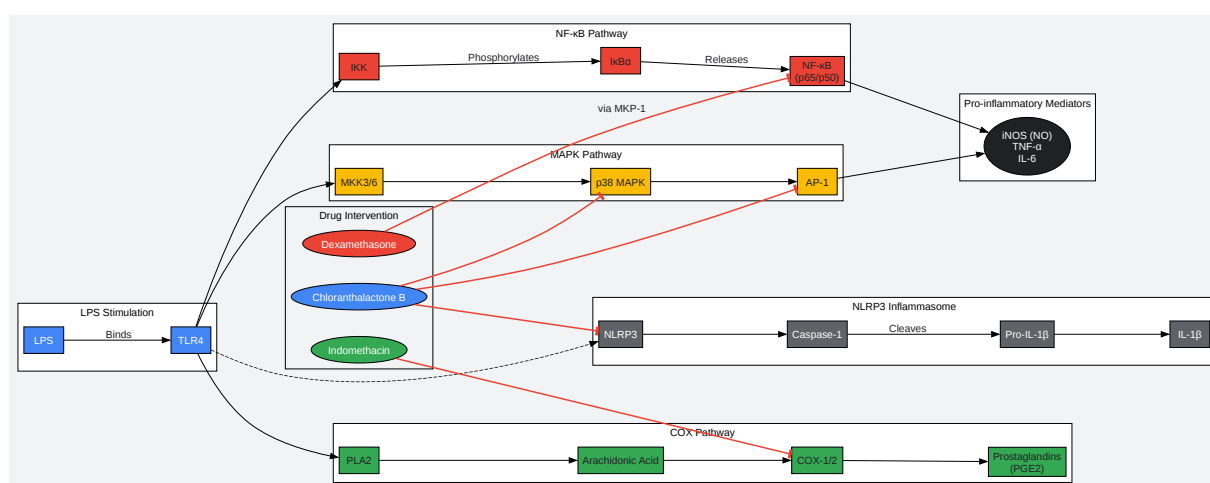 NF-κB Pathway
IKK
Phosphorylates
IκBα
Releases
NF-κB
(p65/p50)
via MKP-1
Pro-inflammatory Mediators
iNOS (NO)
TNF-α
IL-6
MAPK Pathway
MKK3/6
p38 MAPK
AP-1
Drug Intervention
Dexamethasone
Chloranthalactone B
Indomethacin
LPS Stimulation
LPS
Binds
TLR4
NLRP3 Inflammasome
NLRP3
Caspase-1
Cleaves
Pro-IL-1β
IL-1β
COX Pathway
PLA2
Arachidonic Acid
COX-1/2
Prostaglandins
(PGE2)